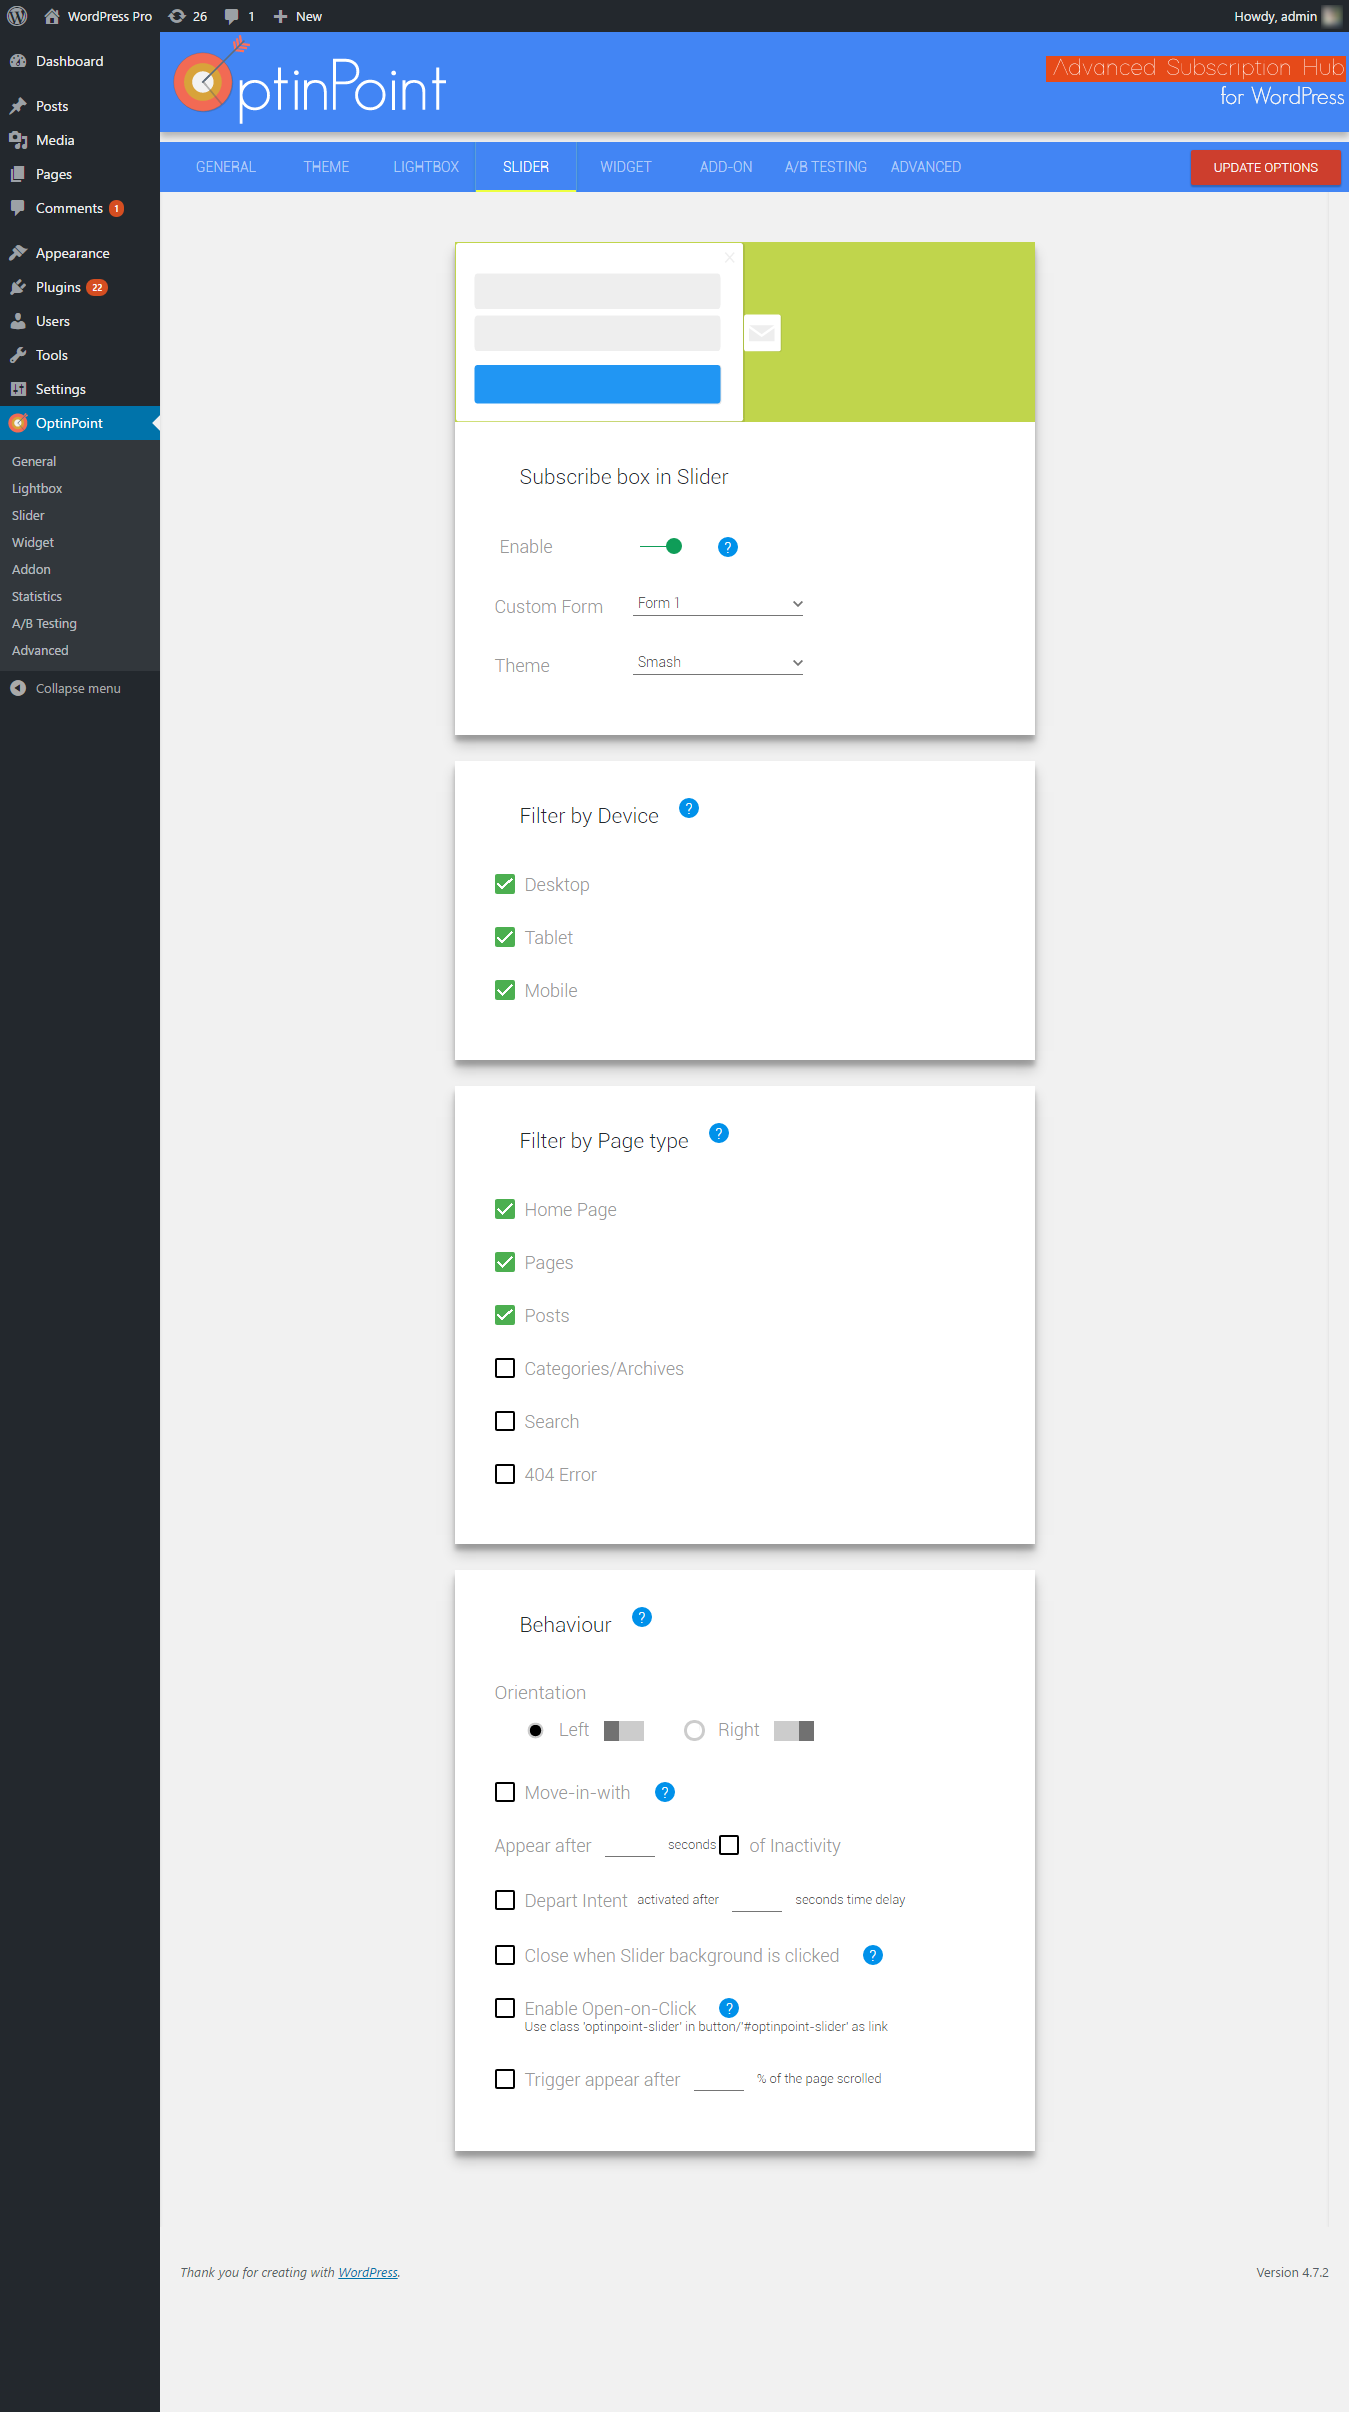 WordPress Pro 26 1 New Howdy, admin
Dashboard
Posts
Media
Pages
Comments 1
Appearance
Plugins 22
Users
Tools
Settings
OptinPoint
General
Lightbox
Slider
Widget
Addon
Statistics
A/B Testing
Advanced
Collapse menu
OptinPoint
Advanced Subscription Hub
for WordPress
GENERAL THEME LIGHTBOX SLIDER WIDGET ADD-ON A/B TESTING ADVANCED UPDATE OPTIONS
Subscribe box in Slider
Enable ?
Custom Form Form 1
Theme Smash
Filter by Device ?
Desktop
Tablet
Mobile
Filter by Page type ?
Home Page
Pages
Posts
Categories/Archives
Search
404 Error
Behaviour ?
Orientation
Left Right
Move-in-with ?
Appear after seconds of Inactivity
Depart Intent activated after seconds time delay
Close when Slider background is clicked ?
Enable Open-on-Click ?
Use class 'optinpoint-slider' in button/'#optinpoint-slider' as link
Trigger appear after % of the page scrolled
Thank you for creating with WordPress. Version 4.7.2